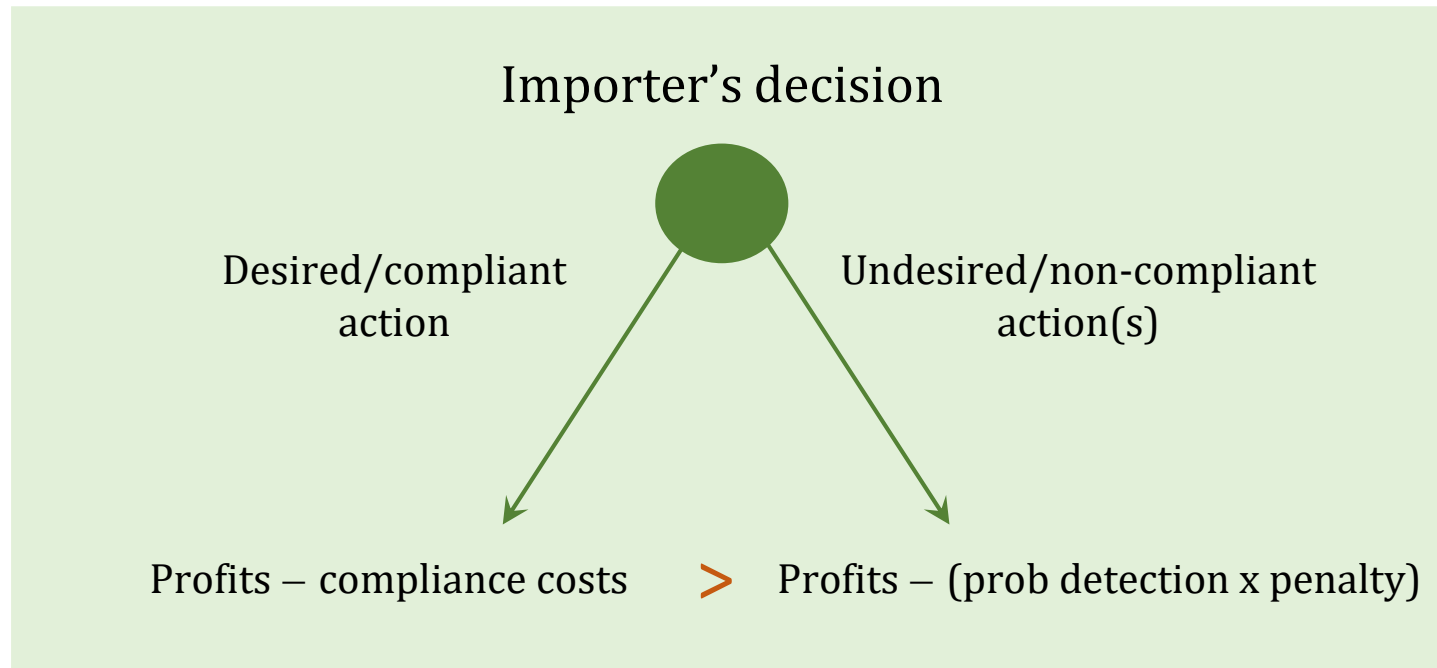 Importer’s decision
Desired/compliant
action
Undesired/non-compliant
action(s)
Profits – compliance costs > Profits – (prob detection x penalty)